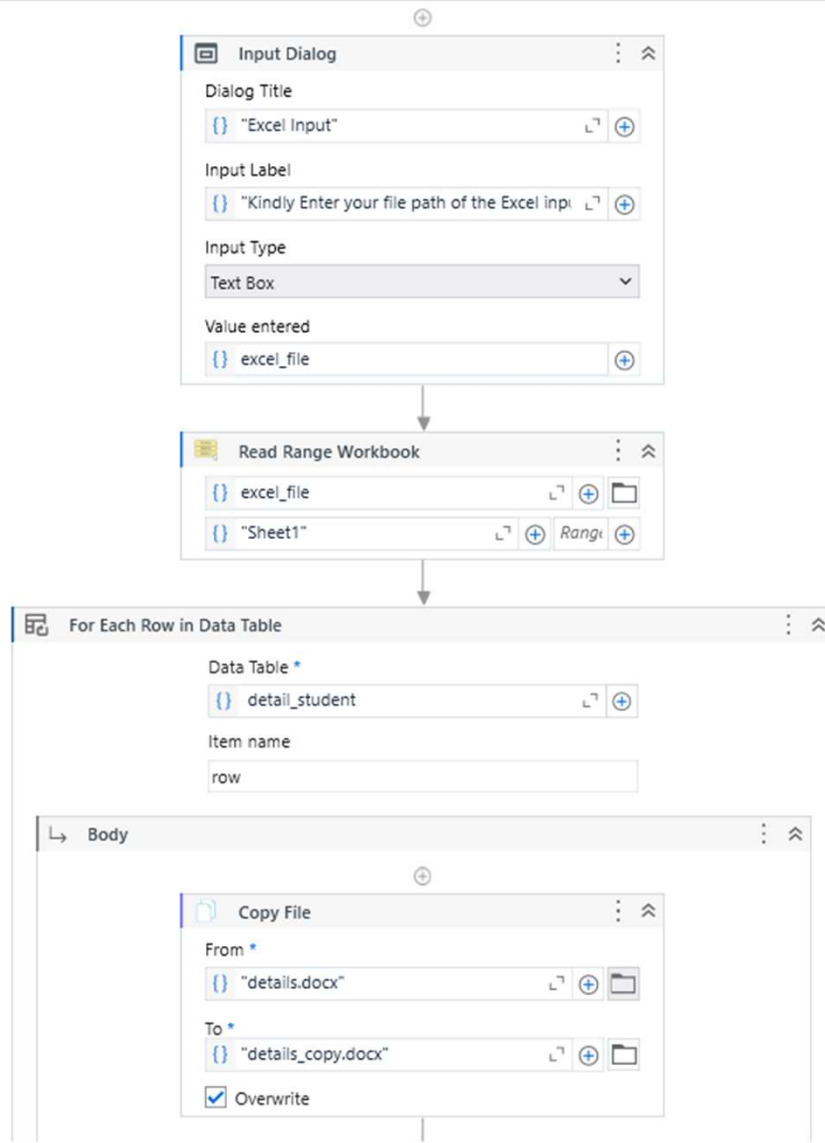 Input Dialog
Dialog Title
{} "Excel Input"
Input Label
{} "Kindly Enter your file path of the Excel
Input Type
Text Box
Value entered
{} excel_file
Read Range Workbook
{} excel_file
{} "Sheet1"
For Each Row in Data Table
Data Table *
{} detail_student
Item name
row
Body
Copy File
From *
{} "details.docx"
To *
{} "details_copy.docx"
Overwrite